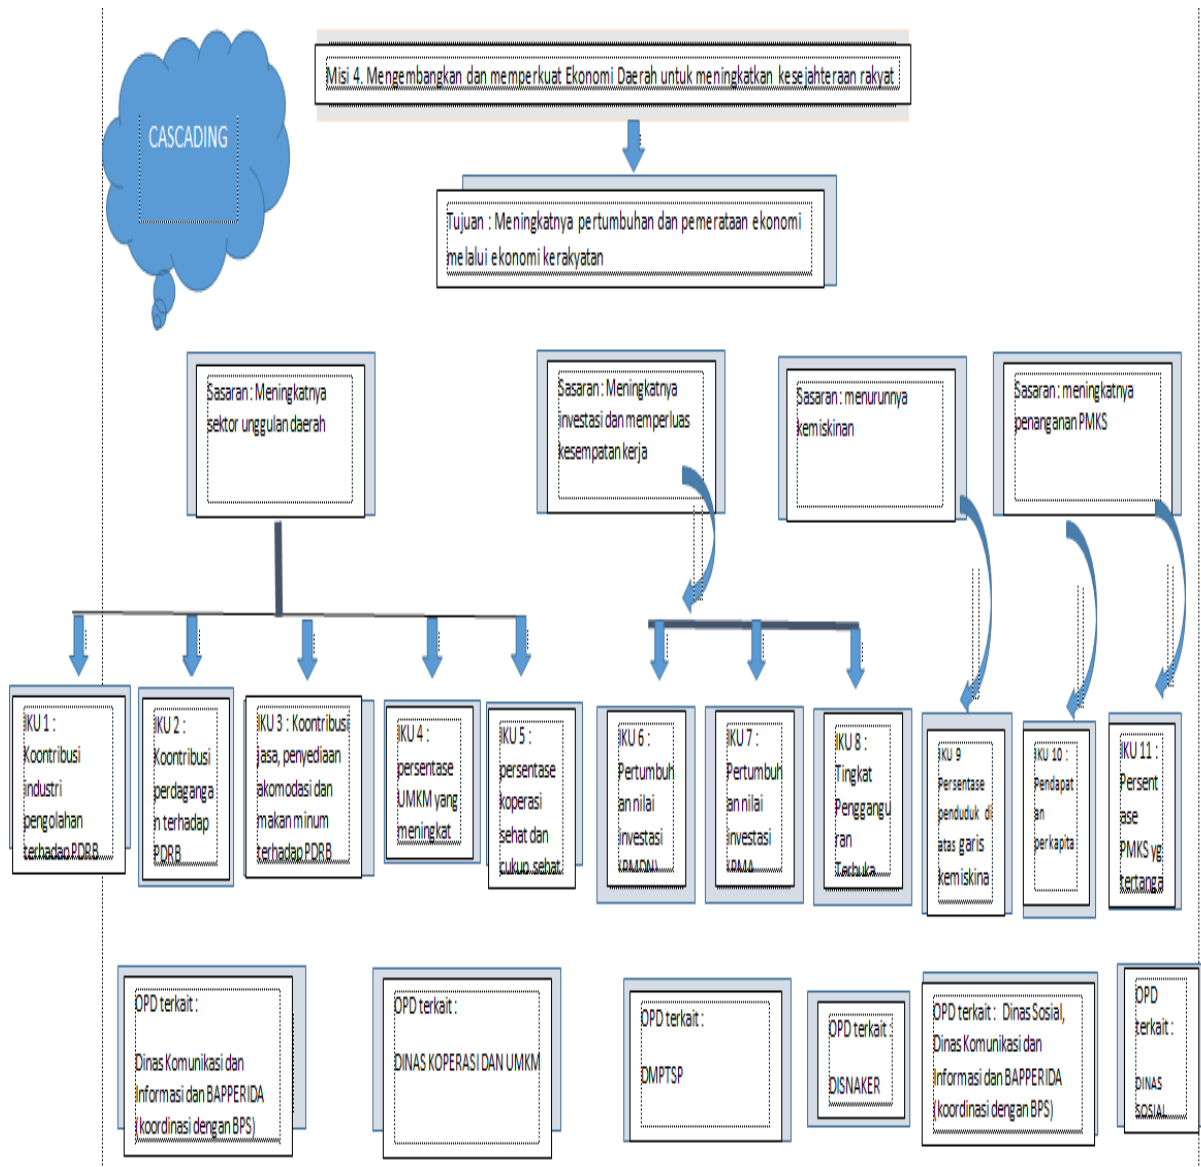 CASCADING
Misi 4. Mengembangkan dan memperkuat Ekonomi Daerah untuk meningkatkan kesejahteraan rakyat
Tujuan : Meningkatnya pertumbuhan dan pemerataan ekonomi
melalui ekonomi kerakyatan
Sasaran : Meningkatnya
sektor unggulan daerah
Sasaran : Meningkatnya
investasi dan memperluas
kesempatan kerja
Sasaran : menurunnya
kemiskinan
Sasaran : meningkatnya
penanganan PMKS
IKU 1 :
Koontribusi
industri
pengolahan
terhadap PDRB
IKU 2 :
Koontribusi
perdaganga
n terhadap
PDRB
IKU 3 : Koontribusi
jasa, penyediaan
akomodasi dan
makan minum
terhadap PDRB
IKU 4 :
persentase
UMKM yang
meningkat
IKU 5 :
persentase
koperasi
sehat dan
cukup sehat
IKU 6 :
Pertumbuh
an nilai
investasi
(PMDN)
IKU 7 :
Pertumbuh
an nilai
investasi
(PMA
IKU 8 :
Tingkat
Penggangu
ran
Terbuka
IKU 9
Persentase
penduduk di
atas garis
kemiskina
IKU 10 :
Pendapat
an
perkapita
IKU 11 :
Persent
ase
PMKS yg
tertanga
OPD terkait :
Dinas Komunikasi dan
Informasi dan BAPPERIDA
(koordinasi dengan BPS)
OPD terkait :
DINAS KOPERASI DAN UMKM
OPD terkait :
DMPTSP
OPD terkait :
DISNAKER
OPD terkait : Dinas Sosial,
Dinas Komunikasi dan
Informasi dan BAPPERIDA
(koordinasi dengan BPS)
OPD
terkait :
DINAS
SOSIAL